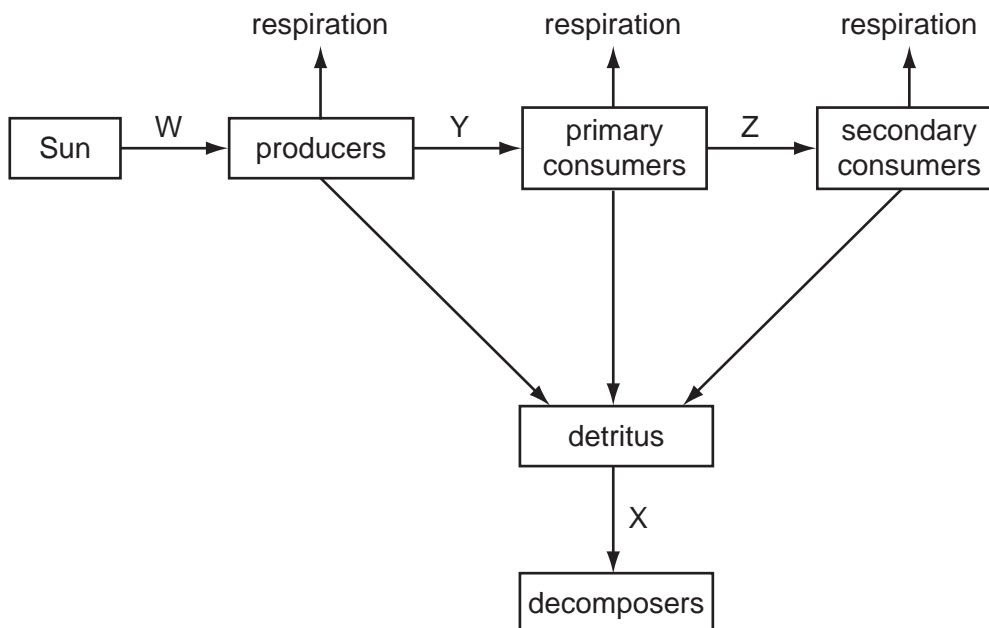 respiration
respiration
respiration
Sun
W
producers
Y
primary
consumers
Z
secondary
consumers
detritus
X
decomposers